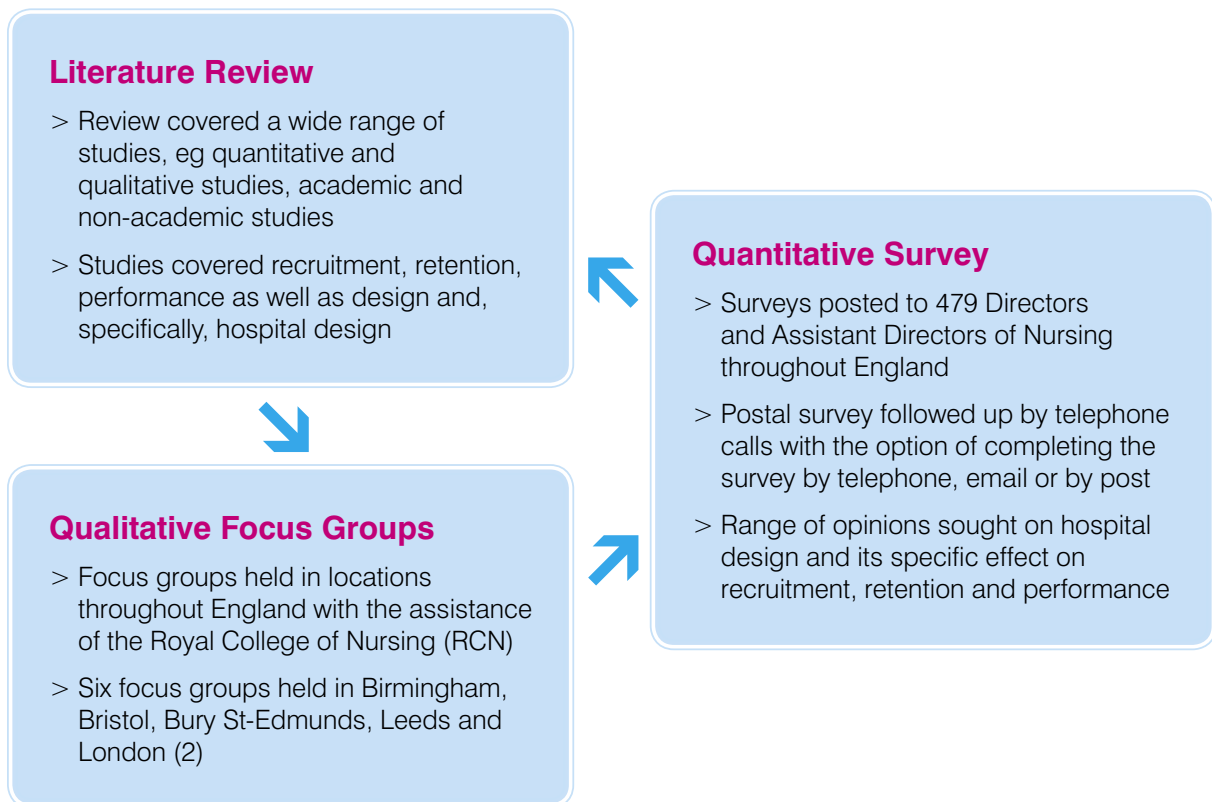 Literature Review
> Review covered a wide range of
studies, eg quantitative and
qualitative studies, academic and
non-academic studies
> Studies covered recruitment, retention,
performance as well as design and,
specifically, hospital design
Qualitative Focus Groups
> Focus groups held in locations
throughout England with the assistance
of the Royal College of Nursing (RCN)
> Six focus groups held in Birmingham,
Bristol, Bury St-Edmunds, Leeds and
London (2)
Quantitative Survey
> Surveys posted to 479 Directors
and Assistant Directors of Nursing
throughout England
> Postal survey followed up by telephone
calls with the option of completing the
survey by telephone, email or by post
> Range of opinions sought on hospital
design and its specific effect on
recruitment, retention and performance